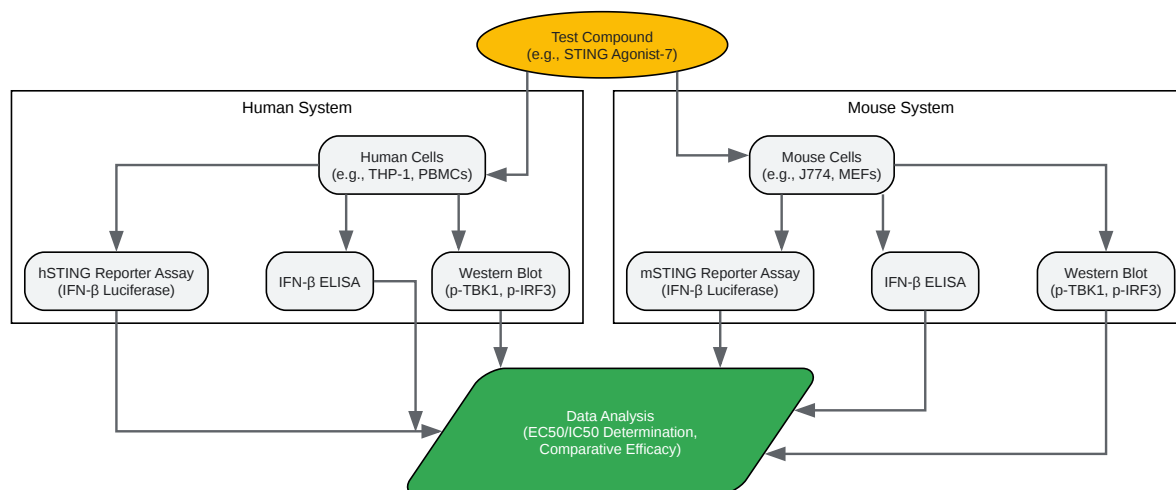 Test Compound
(e.g., STING Agonist-7)
Human System
Mouse System
Human Cells
(e.g., THP-1, PBMCs)
Mouse Cells
(e.g., J774, MEFs)
hSTING Reporter Assay
(IFN-β Luciferase)
IFN-β ELISA
Western Blot
(p-TBK1, p-IRF3)
mSTING Reporter Assay
(IFN-β Luciferase)
IFN-β ELISA
Western Blot
(p-TBK1, p-IRF3)
Data Analysis
(EC50/IC50 Determination,
Comparative Efficacy)